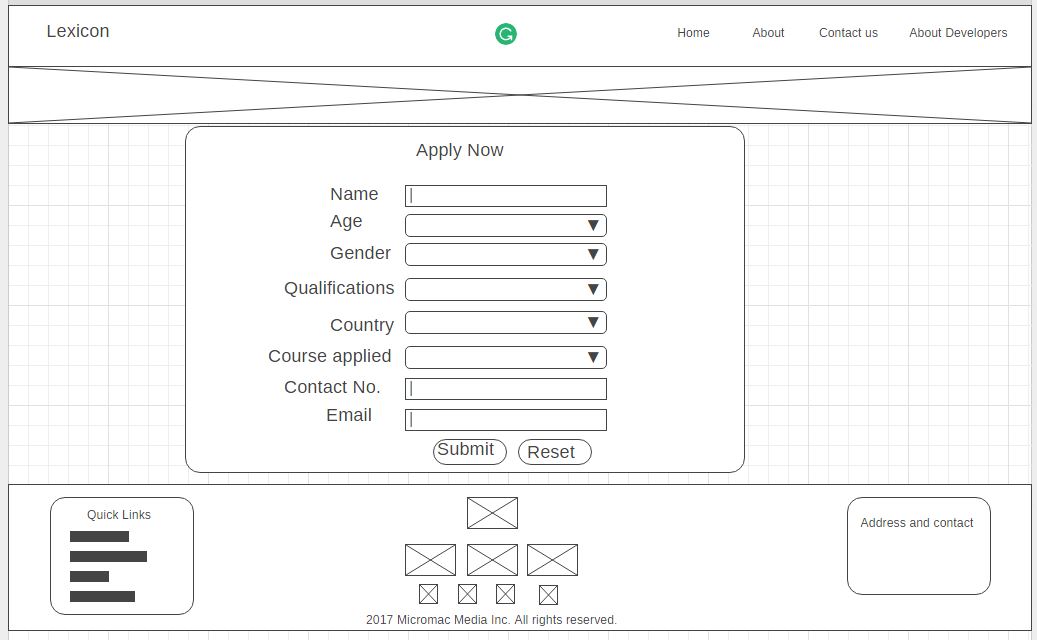 Lexicon
Home About Contact us About Developers
Apply Now
Name
Age
Gender
Qualifications
Country
Course applied
Contact No.
Email
Submit Reset
Quick Links
Address and contact
2017 Micromac Media Inc. All rights reserved.